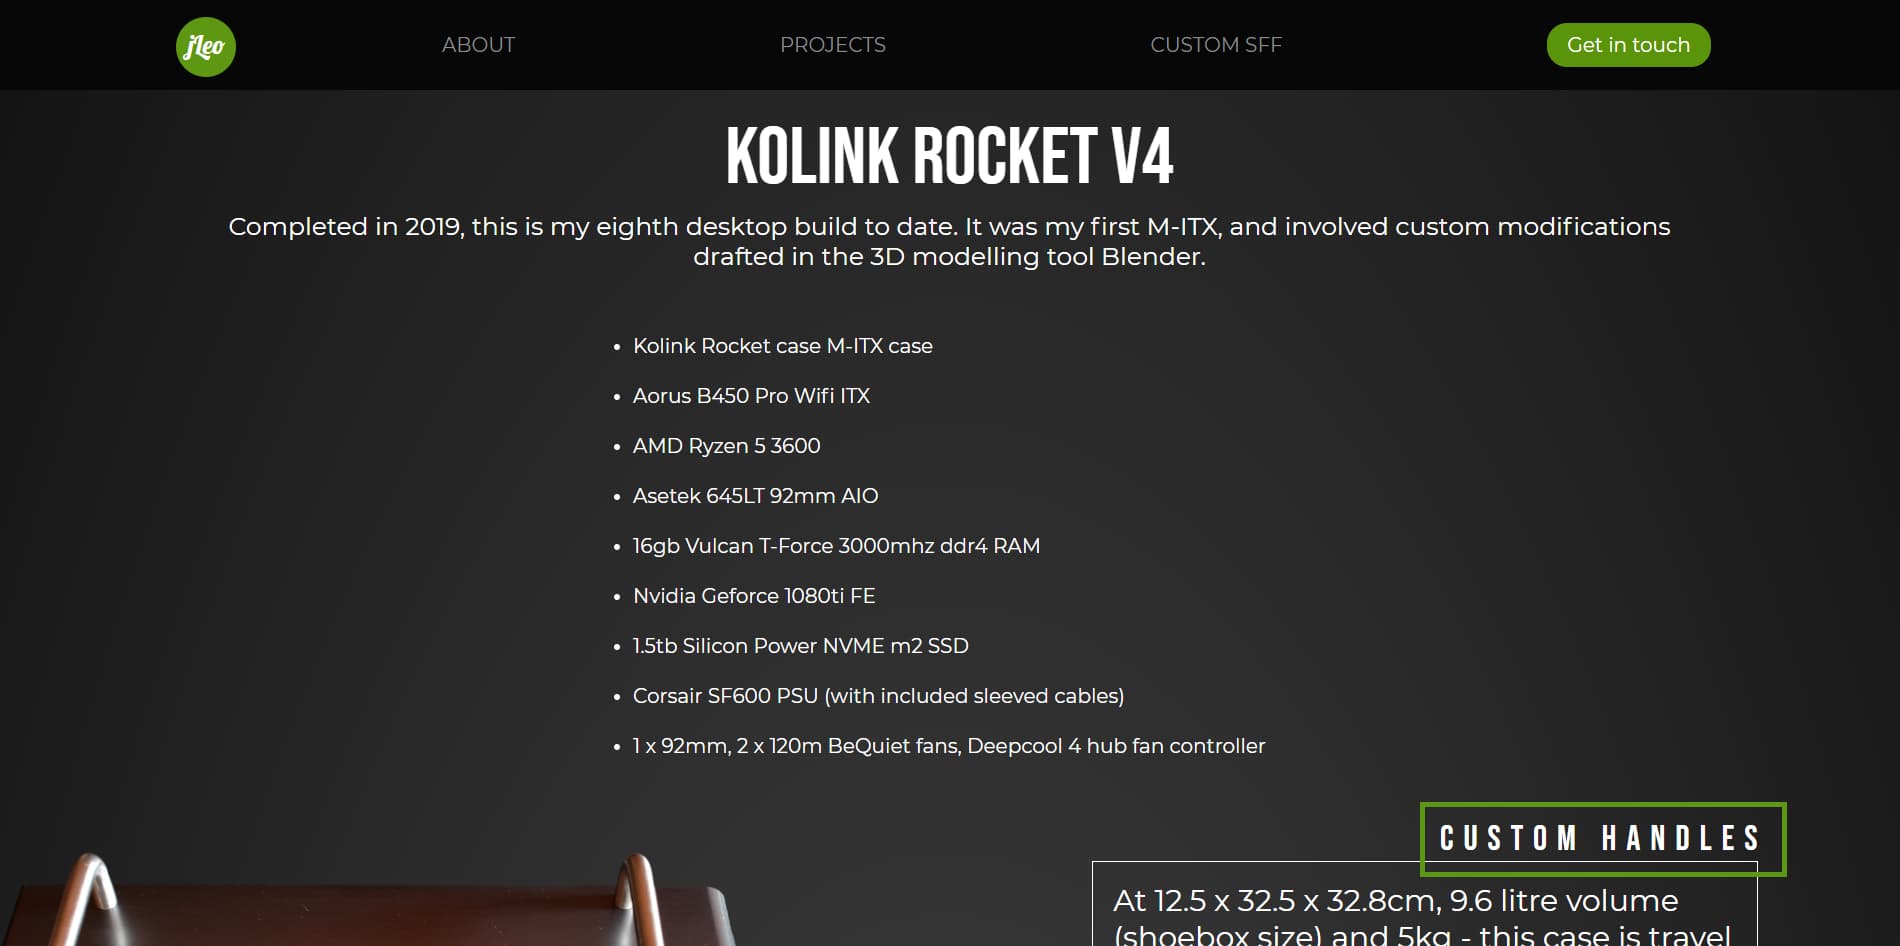 jLeo
ABOUT
PROJECTS
CUSTOM SFF
Get in touch
KOLINK ROCKET V4
Completed in 2019, this is my eighth desktop build to date. It was my first M-ITX, and involved custom modifications
drafted in the 3D modelling tool Blender.
• Kolink Rocket case M-ITX case
• Aorus B450 Pro Wifi ITX
• AMD Ryzen 5 3600
• Asetek 645LT 92mm AIO
• 16gb Vulcan T-Force 3000mhz ddr4 RAM
• Nvidia Geforce 1080ti FE
• 1.5tb Silicon Power NVME m2 SSD
• Corsair SF600 PSU (with included sleeved cables)
• 1 x 92mm, 2 x 120m BeQuiet fans, Deepcool 4 hub fan controller
CUSTOM HANDLES
At 12.5 x 32.5 x 32.8cm, 9.6 litre volume
(shoebox size) and 5kg - this case is travel